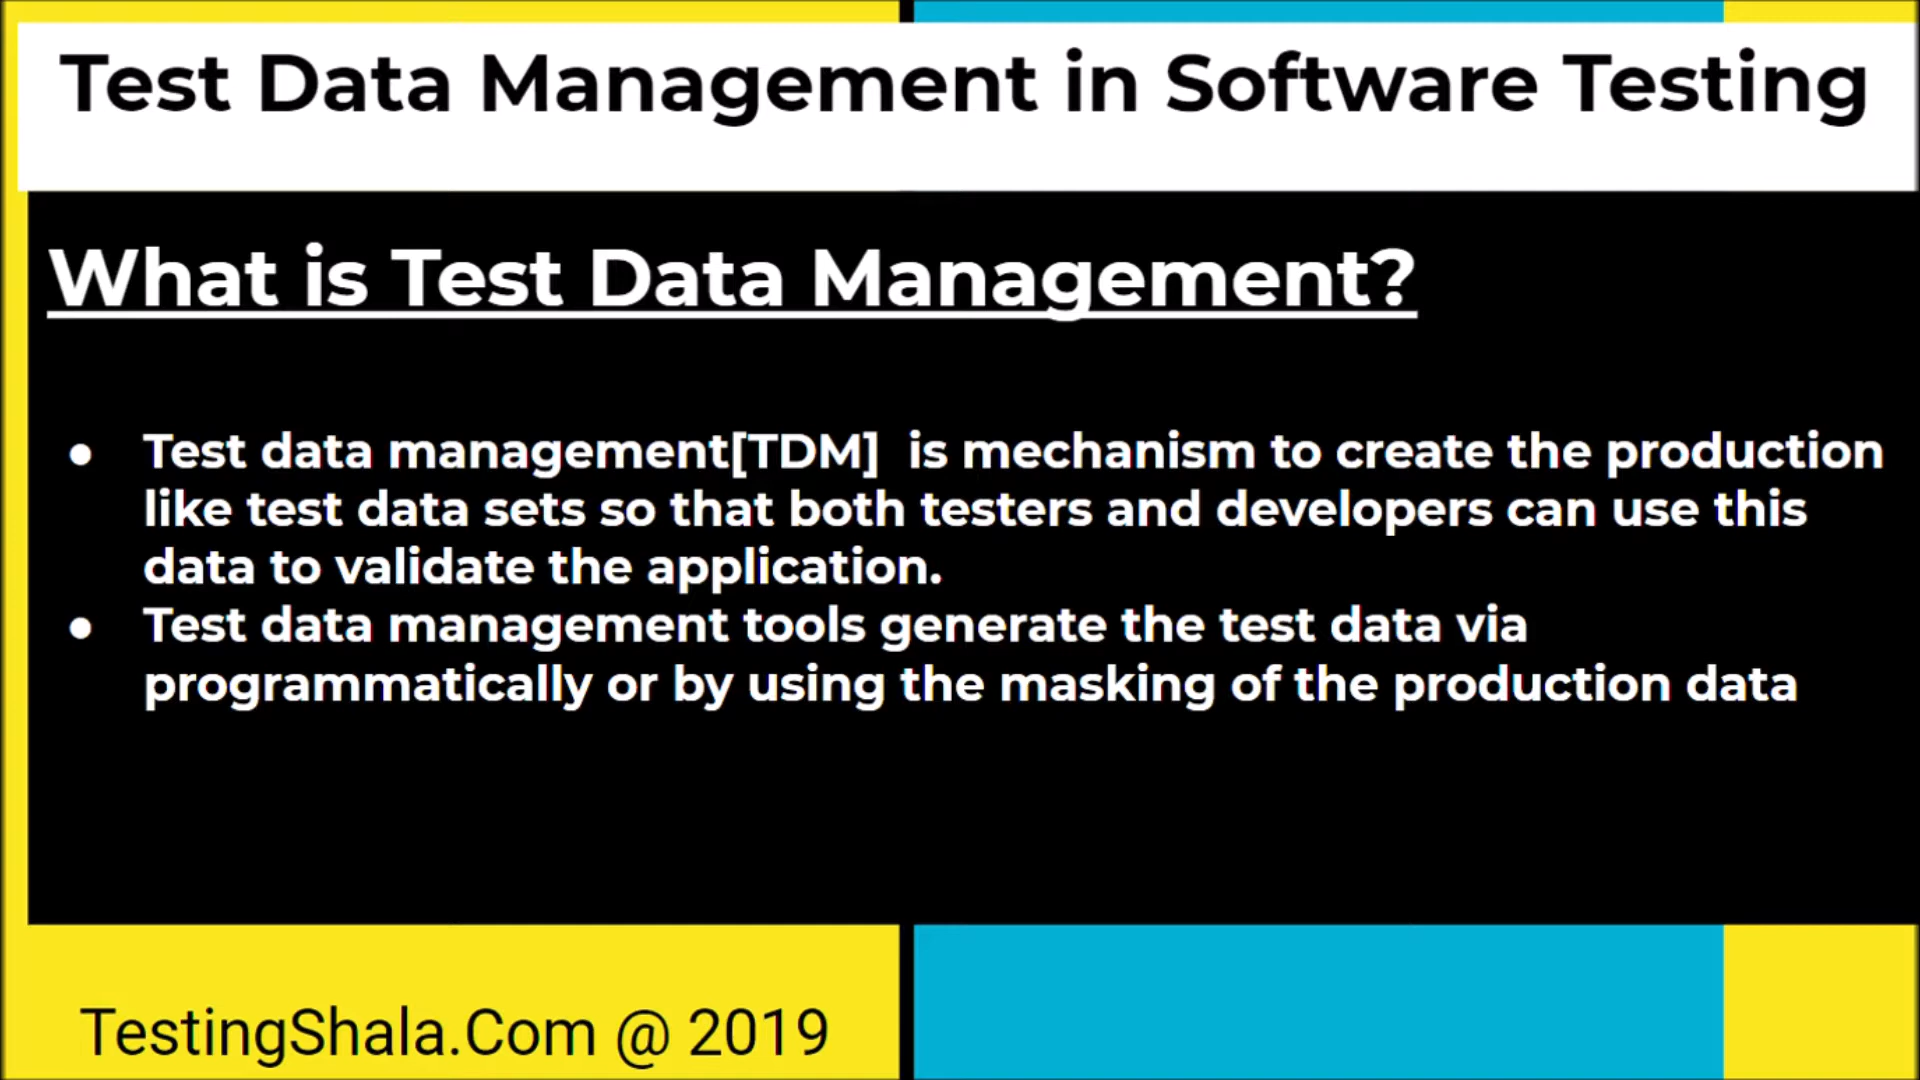 Test Data Management in Software Testing
What is Test Data Management?
● Test data management[TDM]  is mechanism to create the production
like test data sets so that both testers and developers can use this
data to validate the application.
● Test data management tools generate the test data via
programmatically or by using the masking of the production data
TestingShala.Com @ 2019